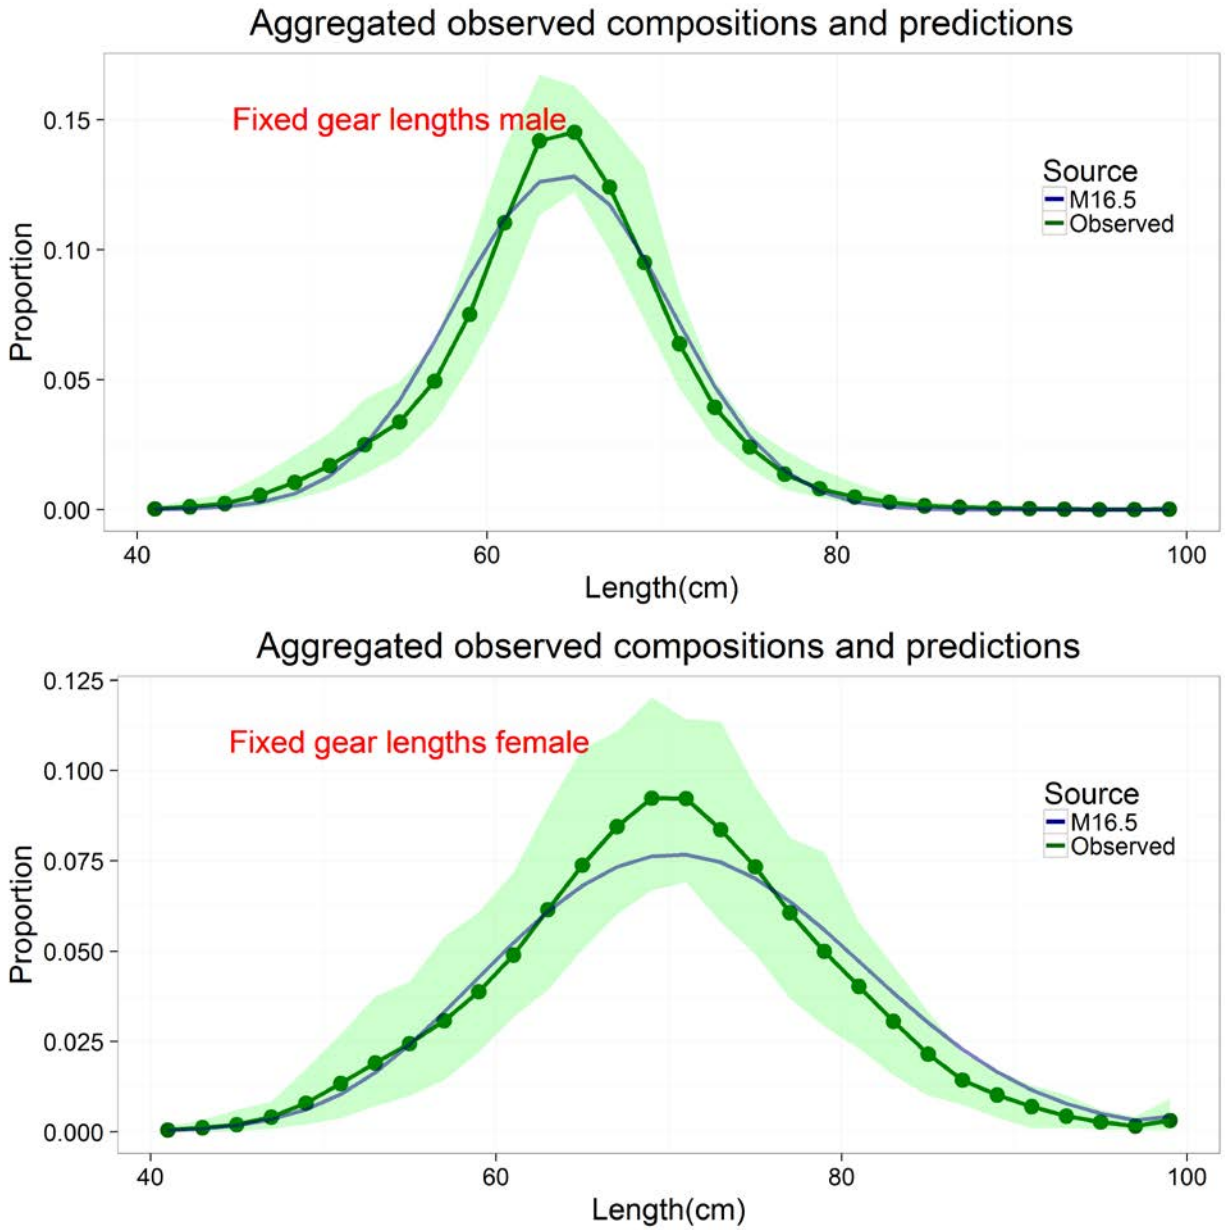 Aggregated observed compositions and predictions
Fixed gear lengths male
0.15
0.10
0.05
0.00
Proportion
Source
M16.5
Observed
40 60 80 100
Length(cm)
Aggregated observed compositions and predictions
0.125
0.100
0.075
0.050
0.025
0.000
Proportion
Fixed gear lengths female
Source
M16.5
Observed
40 60 80 100
Length(cm)